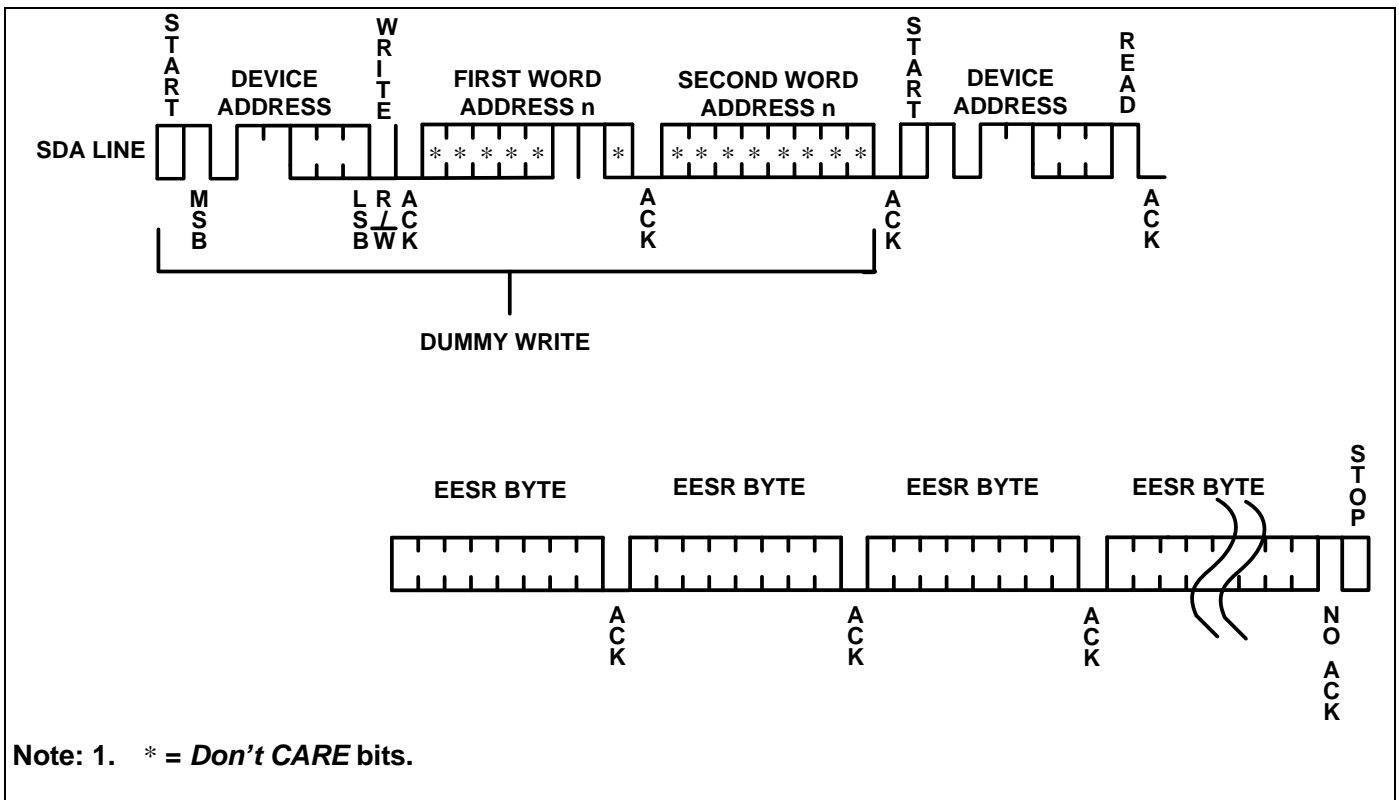 START
WRITE
START
READ
DEVICE
ADDRESS
FIRST WORD
ADDRESS n
SECOND WORD
ADDRESS n
DEVICE
ADDRESS
SDA LINE
* * * * *
*
* * * * * * * *
MSB
LSB
R/W
ACK
ACK
ACK
ACK
DUMMY WRITE
STOP
EESR BYTE
EESR BYTE
EESR BYTE
EESR BYTE
ACK
ACK
ACK
NO ACK
Note: 1. * = Don't CARE bits.